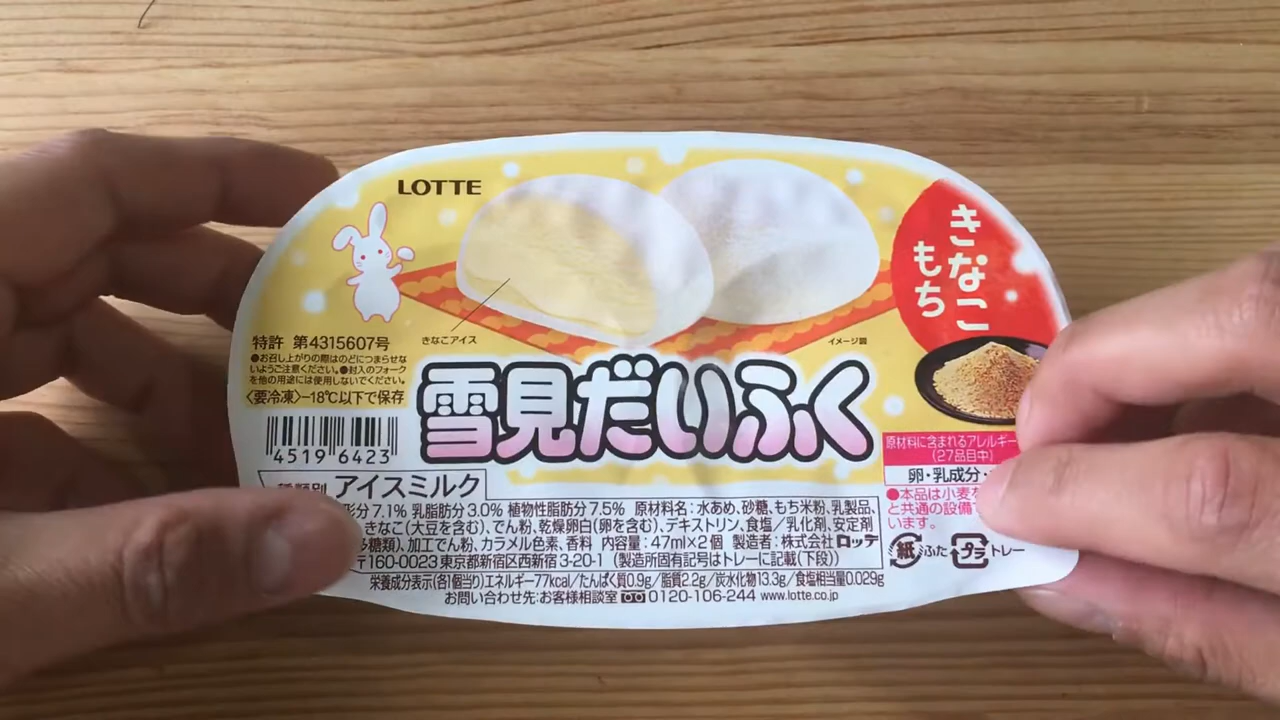 LOTTE
きなこ
もち
きなこアイス
イメージ図
特許 第4315607号
●お召し上がりの際はのどにつまらせな
いようご注意ください。●封入のフォーク
を他の用途には使用しないでください。
〈要冷凍〉-18℃以下で保存
雪見だいふく
4519 6423
種類別 アイスミルク
形分 7.1% 乳脂肪分 3.0% 植物性脂肪分 7.5% 原材料名：水あめ、砂糖、もち米粉、乳製品、
きなこ(大豆を含む)、でん粉、乾燥卵白(卵を含む)、デキストリン、食塩/乳化剤、安定剤
多糖類)、加工でん粉、カラメル色素、香料 内容量：47ml×2個 製造者：株式会社ロッテ
〒160-0023 東京都新宿区西新宿 3-20-1 (製造所固有記号はトレーに記載(下段))
栄養成分表示(各1個当り)エネルギー77kcal/たんぱく質0.9g/脂質2.2g/炭水化物13.3g/食塩相当量0.029g
お問い合わせ先：お客様相談室 0120-106-244 www.lotte.co.jp
原材料に含まれるアレルギー
(27品目中)
卵・乳成分・
●本品は小麦
と共通の設備
います。
紙 ふた プラ トレー